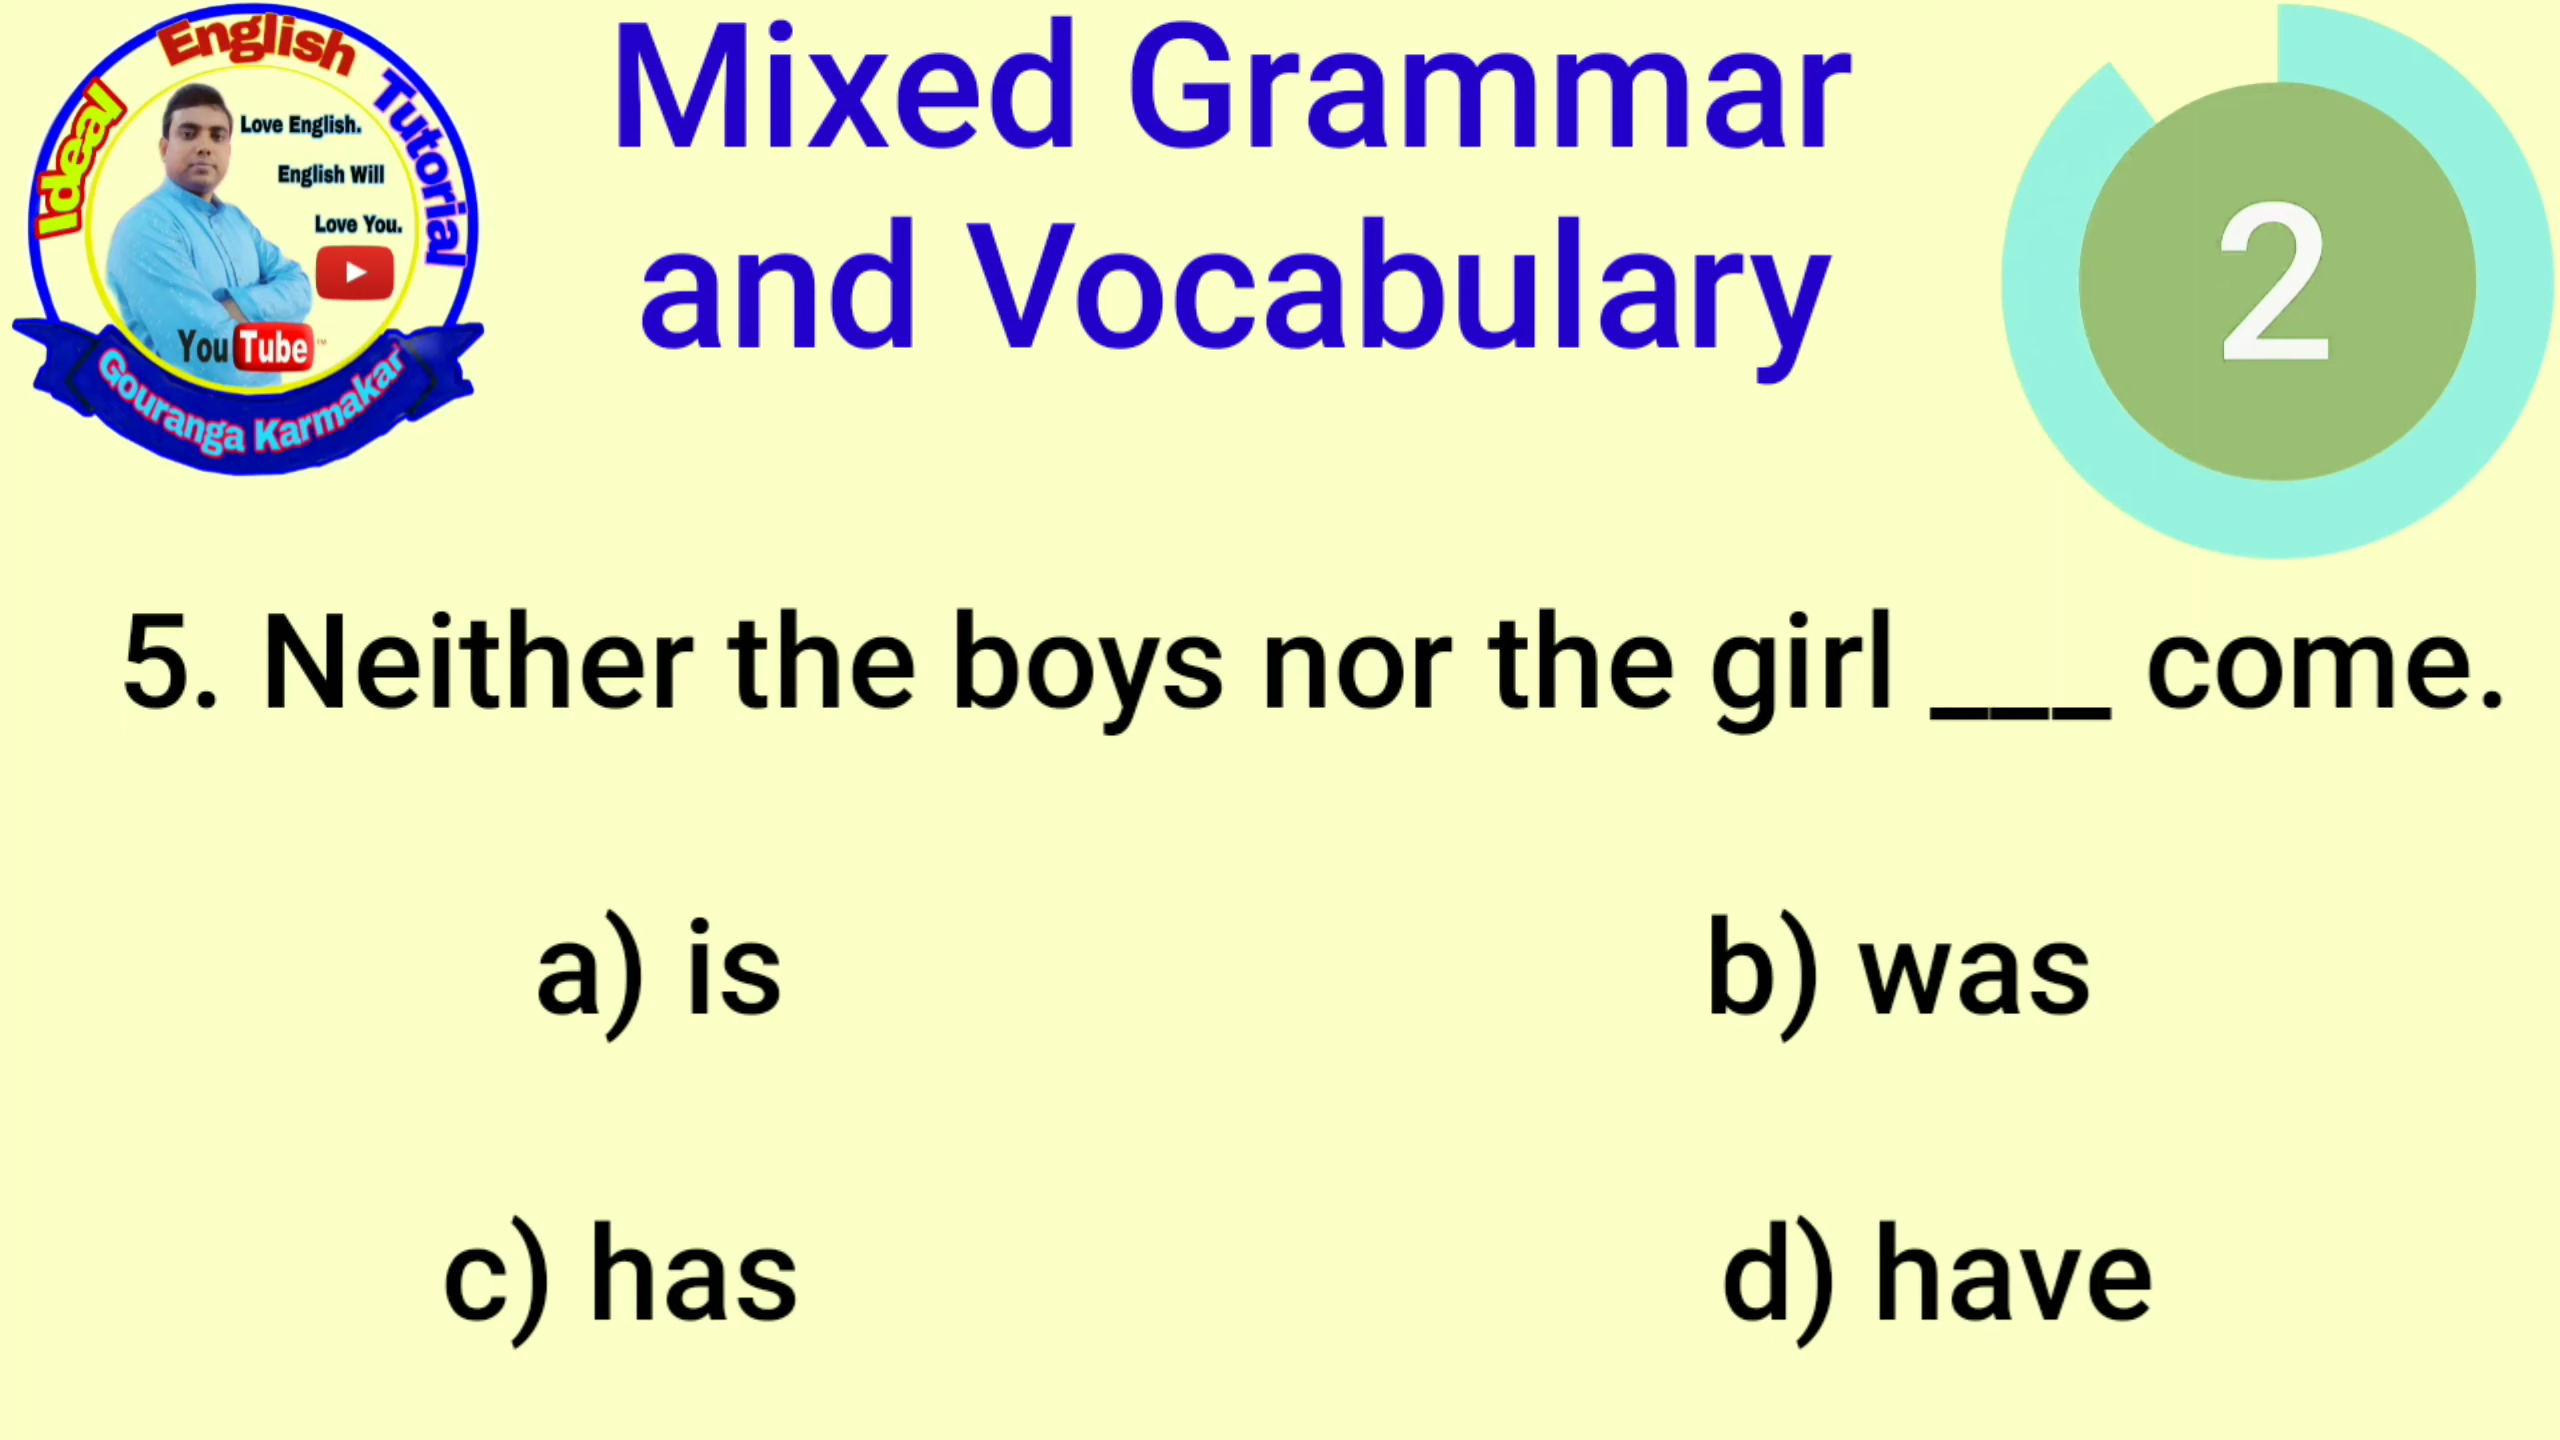 Ideal English Tutorial
Love English.
English Will
Love You.
YouTube™
Gouranga Karmakar
Mixed Grammar
and Vocabulary
2
5. Neither the boys nor the girl ___ come.
a) is
b) was
c) has
d) have